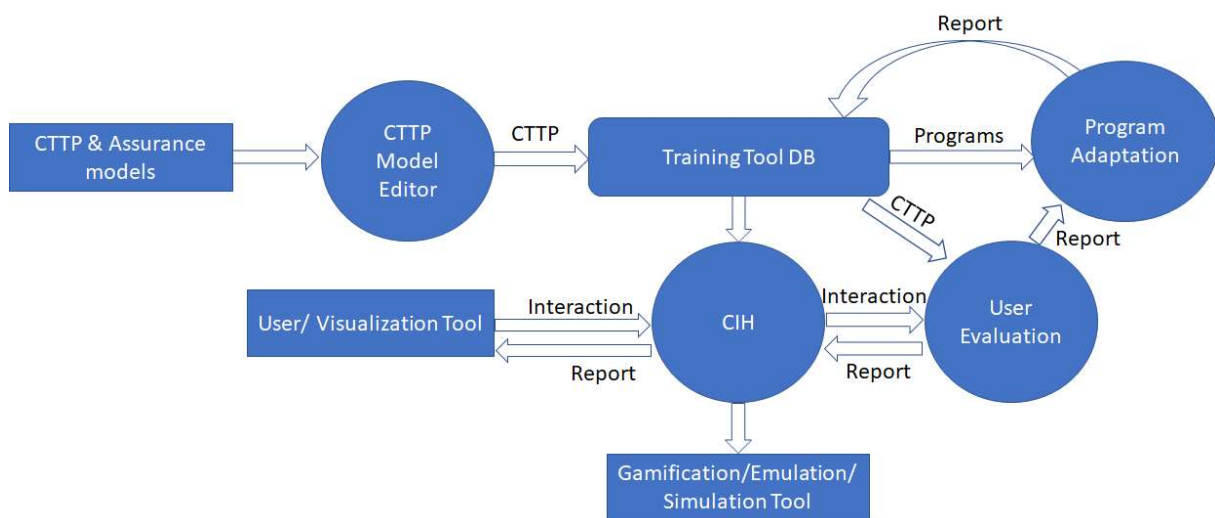 Report
CTTP & Assurance
models
CTTP
Model
Editor
CTTP
Training Tool DB
Programs
Program
Adaptation
CTTP
Report
User/ Visualization Tool
Interaction
Report
CIH
Interaction
Report
User
Evaluation
Gamification/Emulation/
Simulation Tool